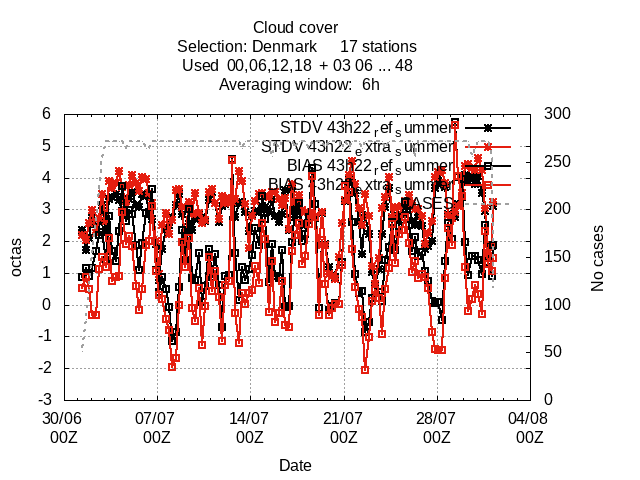 Cloud cover
Selection: Denmark 17 stations
Used 00,06,12,18 + 03 06 ... 48
Averaging window: 6h
STDV 43h22_ref_summer
STDV 43h22_extra_summer
BIAS 43h22_ref_summer
BIAS 43h22_extra_summer
CASES
octas
6
5
4
3
2
1
0
-1
-2
-3
No cases
300
250
200
150
100
50
0
30/06 07/07 14/07 21/07 28/07 04/08
00Z 00Z 00Z 00Z 00Z 00Z
Date